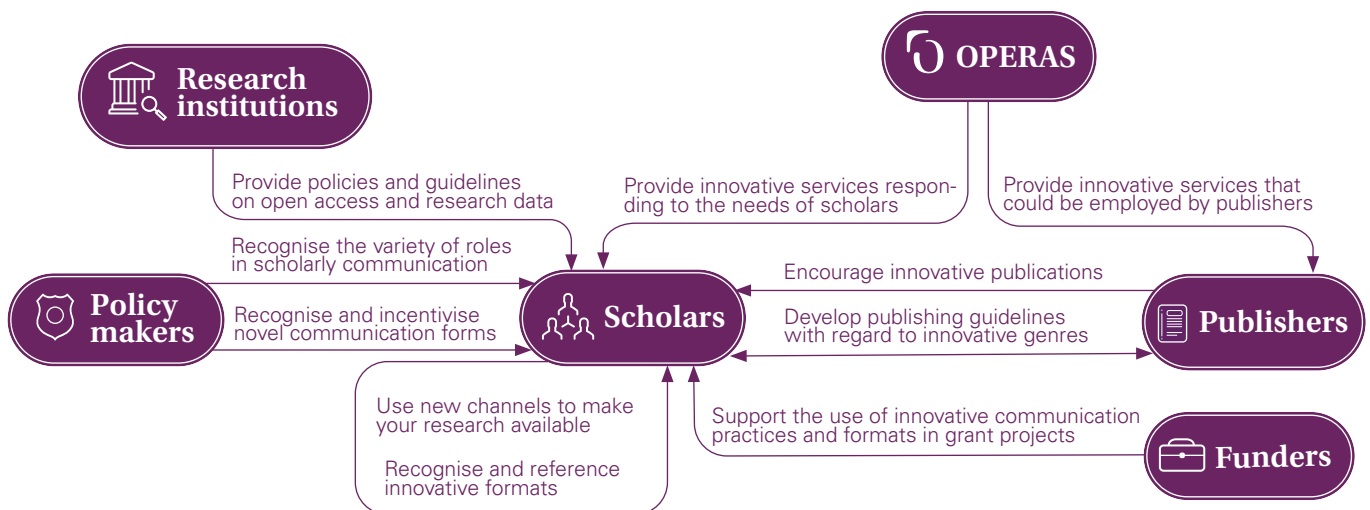 Research
institutions
OPERAS
Provide policies and guidelines
on open access and research data
Provide innovative services respon-
ding to the needs of scholars
Provide innovative services that
could be employed by publishers
Recognise the variety of roles
in scholarly communication
Encourage innovative publications
Policy
makers
Recognise and incentivise
novel communication forms
Scholars
Develop publishing guidelines
with regard to innovative genres
Publishers
Use new channels to make
your research available
Recognise and reference
innovative formats
Support the use of innovative communication
practices and formats in grant projects
Funders